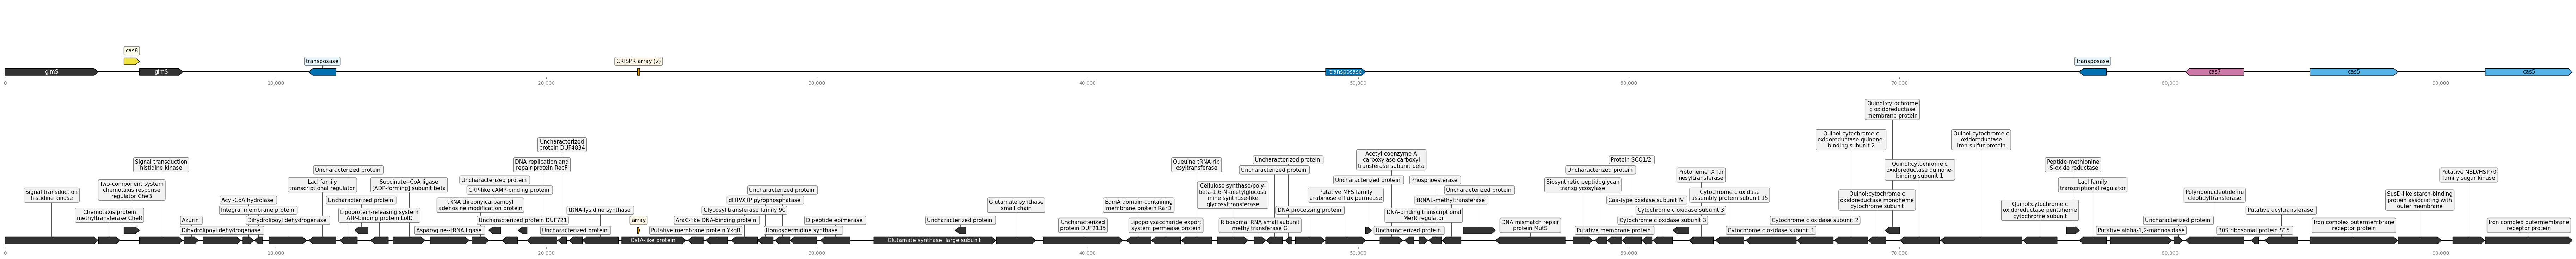 cas8
transposase
CRISPR array (2)
transposase
glmS
glmS
transposase
cas7
cas5
cas5
0
10,000
20,000
30,000
40,000
50,000
60,000
70,000
80,000
90,000
Quinol:cytochrome
c oxidoreductase
membrane protein
Uncharacterized
protein DUF4834
Quinol:cytochrome c
oxidoreductase quinone-
binding subunit 2
Quinol:cytochrome c
oxidoreductase
iron-sulfur protein
Signal transduction
histidine kinase
DNA replication and
repair protein RecF
Uncharacterized protein
Acetyl-coenzyme A
carboxylase carboxyl
transferase subunit beta
Protein SCO1/2
Peptide-methionine
-S-oxide reductase
Uncharacterized protein
Queuine tRNA-rib
osyltransferase
Uncharacterized protein
Uncharacterized protein
Quinol:cytochrome c
oxidoreductase quinone-
binding subunit 1
Protoheme IX far
nesyltransferase
Putative NBD/HSP70
family sugar kinase
Two-component system
chemotaxis response
regulator CheB
LacI family
transcriptional regulator
Succinate--CoA ligase
[ADP-forming] subunit beta
Uncharacterized protein
CRP-like cAMP-binding protein
Uncharacterized protein
Cellulose synthase/poly-
beta-1,6-N-acetylglucosa
mine synthase-like
glycosyltransferase
Uncharacterized protein
Phosphoesterase
Uncharacterized protein
Biosynthetic peptidoglycan
transglycosylase
LacI family
transcriptional regulator
Signal transduction
histidine kinase
Acyl-CoA hydrolase
Uncharacterized protein
tRNA threonylcarbamoyl
adenosine modification protein
dITP/XTP pyrophosphatase
Glutamate synthase
small chain
EamA domain-containing
membrane protein RarD
Putative MFS family
arabinose efflux permease
tRNA1-methyltransferase
Caa-type oxidase subunit IV
Cytochrome c oxidase
assembly protein subunit 15
Quinol:cytochrome c
oxidoreductase monoheme
cytochrome subunit
Quinol:cytochrome c
oxidoreductase pentaheme
cytochrome subunit
Polyribonucleotide nu
cleotidyltransferase
SusD-like starch-binding
protein associating with
outer membrane
Chemotaxis protein
methyltransferase CheR
Integral membrane protein
Lipoprotein-releasing system
ATP-binding protein LolD
tRNA-lysidine synthase
Glycosyl transferase family 90
DNA processing protein
DNA-binding transcriptional
MerR regulator
Cytochrome c oxidase subunit 3
Putative acyltransferase
Azurin
Dihydrolipoyl dehydrogenase
Uncharacterized protein DUF721
array
AraC-like DNA-binding protein
Dipeptide epimerase
Uncharacterized protein
Uncharacterized
protein DUF2135
Lipopolysaccharide export
system permease protein
Ribosomal RNA small subunit
methyltransferase G
DNA mismatch repair
protein MutS
Cytochrome c oxidase subunit 3
Cytochrome c oxidase subunit 2
Uncharacterized protein
Iron complex outermembrane
receptor protein
Iron complex outermembrane
receptor protein
Dihydrolipoyl dehydrogenase
Asparagine--tRNA ligase
Uncharacterized protein
Putative membrane protein YkgB
Homospermidine synthase
Uncharacterized protein
Putative membrane protein
Cytochrome c oxidase subunit 1
Putative alpha-1,2-mannosidase
30S ribosomal protein S15
OstA-like protein
Glutamate synthase large subunit
0
10,000
20,000
30,000
40,000
50,000
60,000
70,000
80,000
90,000